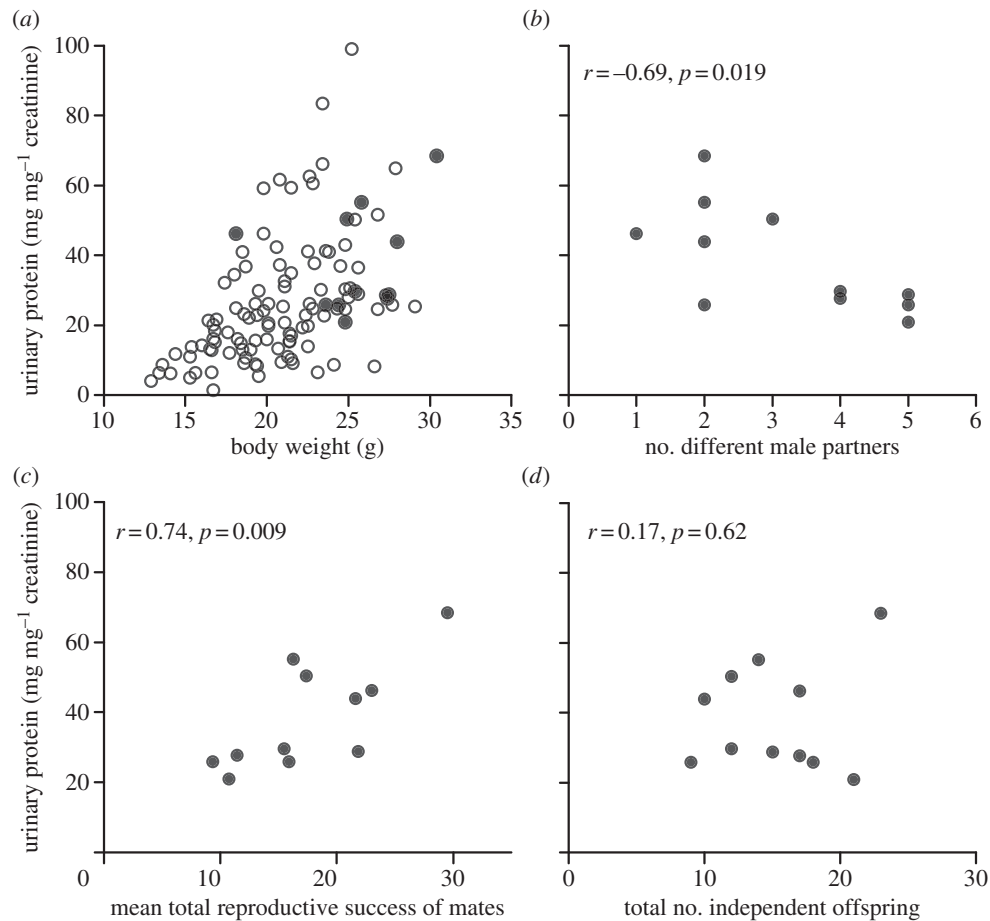 (a)
(b)
urinary protein (mg mg⁻¹ creatinine)
100
80
60
40
20
0
10
15
20
25
30
35
body weight (g)
r=–0.69, p=0.019
0
1
2
3
4
5
6
no. different male partners
(c)
(d)
urinary protein (mg mg⁻¹ creatinine)
100
80
60
40
20
0
r=0.74, p=0.009
10
20
30
mean total reproductive success of mates
r=0.17, p=0.62
0
10
20
30
total no. independent offspring